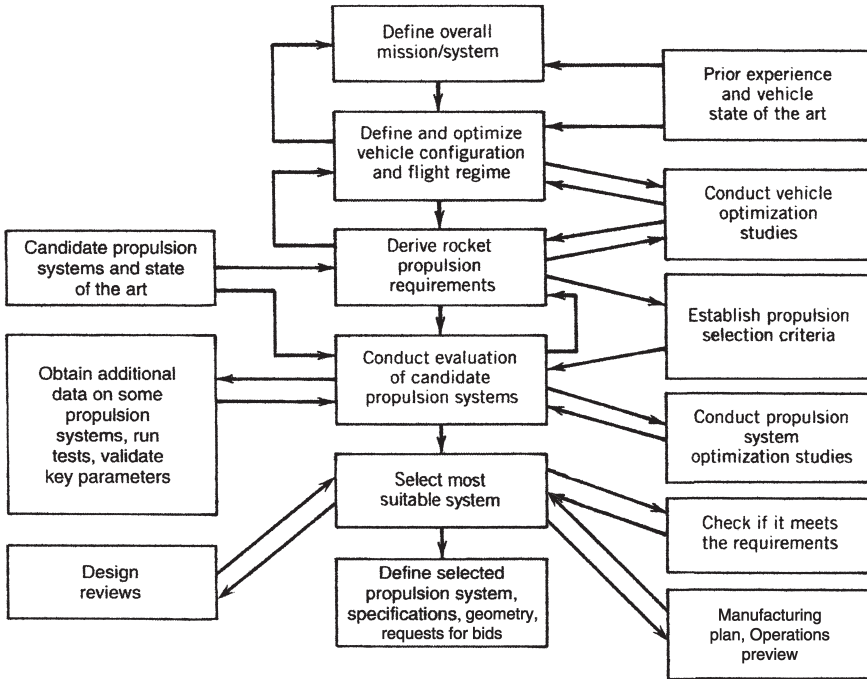 Define overall
mission/system
Prior experience
and vehicle
state of the art
Define and optimize
vehicle configuration
and flight regime
Conduct vehicle
optimization
studies
Candidate propulsion
systems and state
of the art
Derive rocket
propulsion
requirements
Establish propulsion
selection criteria
Obtain additional
data on some
propulsion
systems, run
tests, validate
key parameters
Conduct evaluation
of candidate
propulsion systems
Conduct propulsion
system
optimization studies
Select most
suitable system
Check if it meets
the requirements
Design
reviews
Define selected
propulsion system,
specifications, geometry,
requests for bids
Manufacturing
plan, Operations
preview